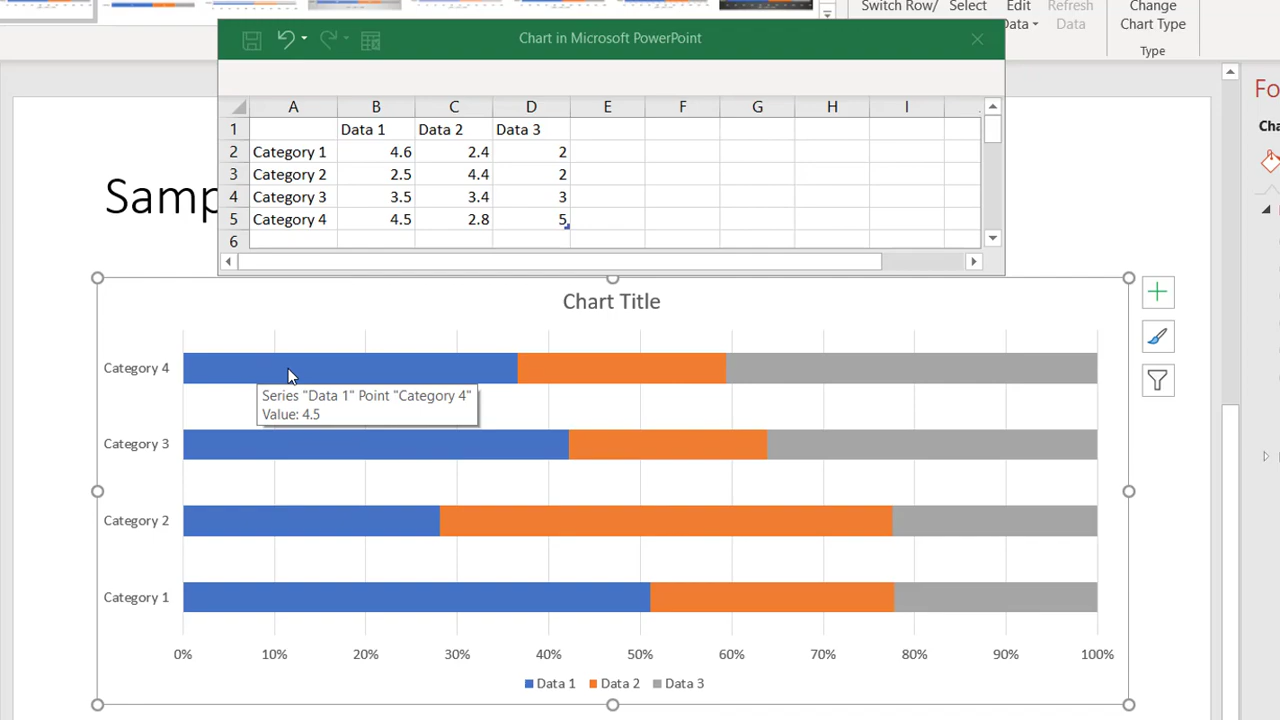 Switch Row/ Select Edit Refresh Change
Data Data Chart Type
Type
Chart in Microsoft PowerPoint
A B C D E F G H I
1 Data 1 Data 2 Data 3
2 Category 1 4.6 2.4 2
3 Category 2 2.5 4.4 2
4 Category 3 3.5 3.4 3
5 Category 4 4.5 2.8 5
6
Samp
Fo
Cha
Chart Title
Category 4
Series "Data 1" Point "Category 4"
Value: 4.5
Category 3
Category 2
Category 1
0% 10% 20% 30% 40% 50% 60% 70% 80% 90% 100%
Data 1 Data 2 Data 3